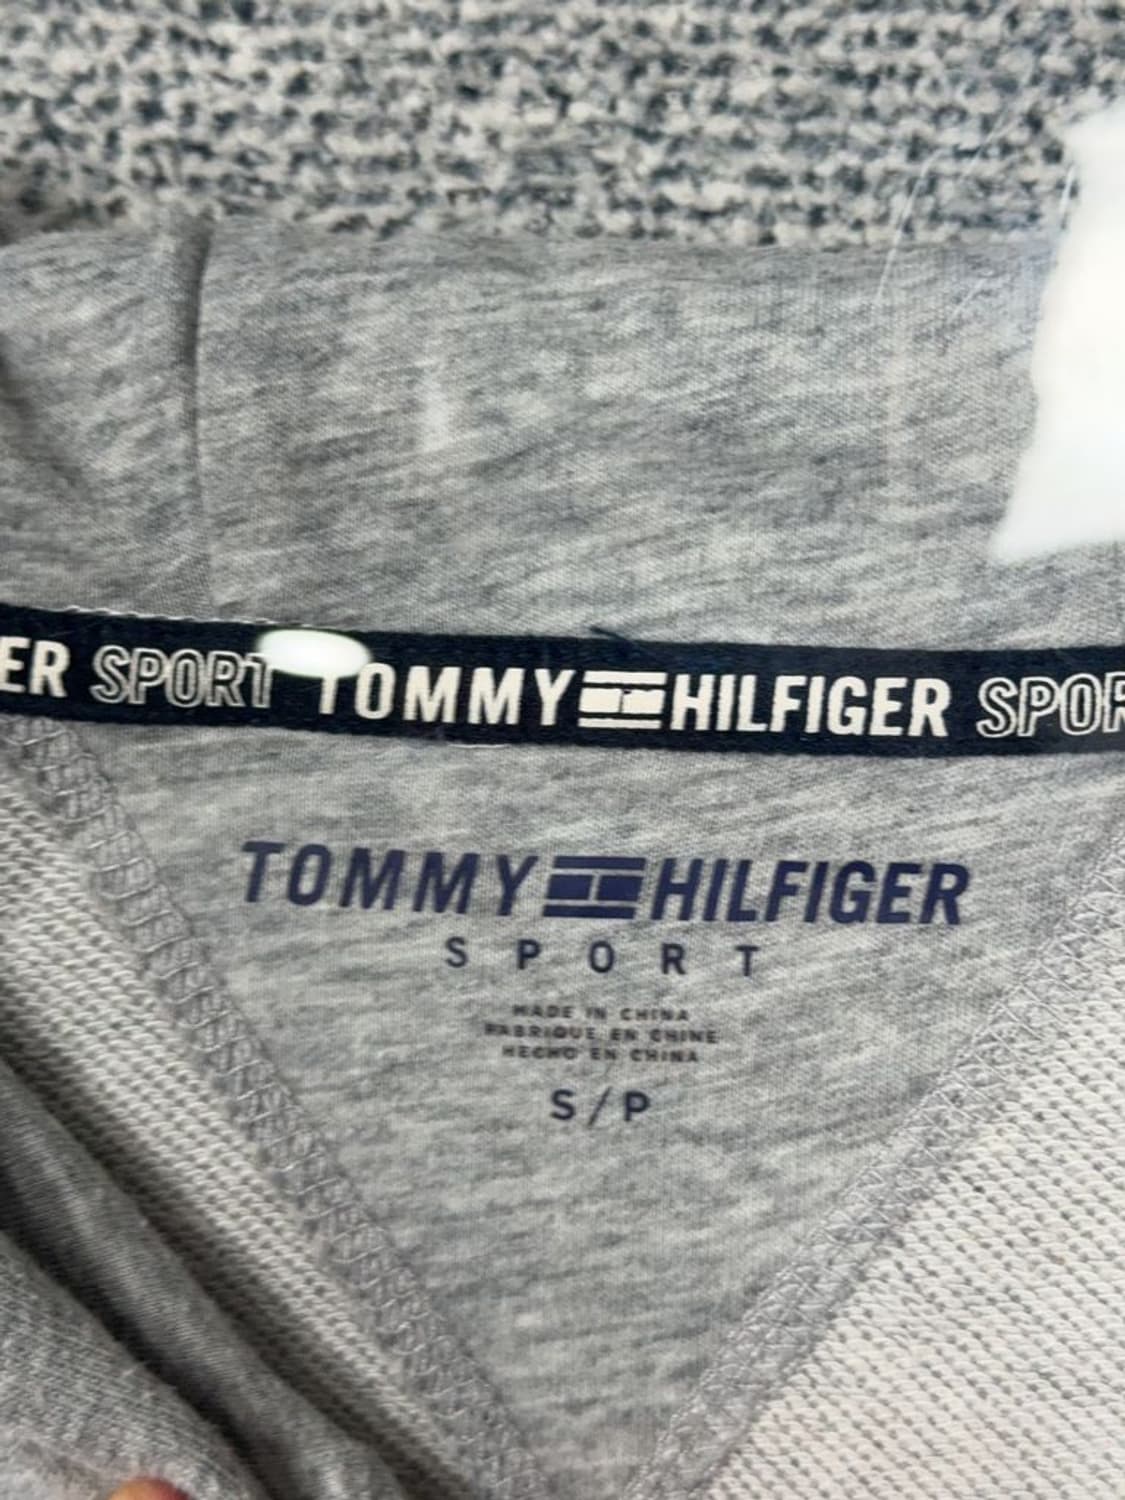 ER SPORT TOMMY HILFIGER SPOR
TOMMY HILFIGER
SPORT
MADE IN CHINA
FABRIQUE EN CHINE
HECHO EN CHINA
S/P